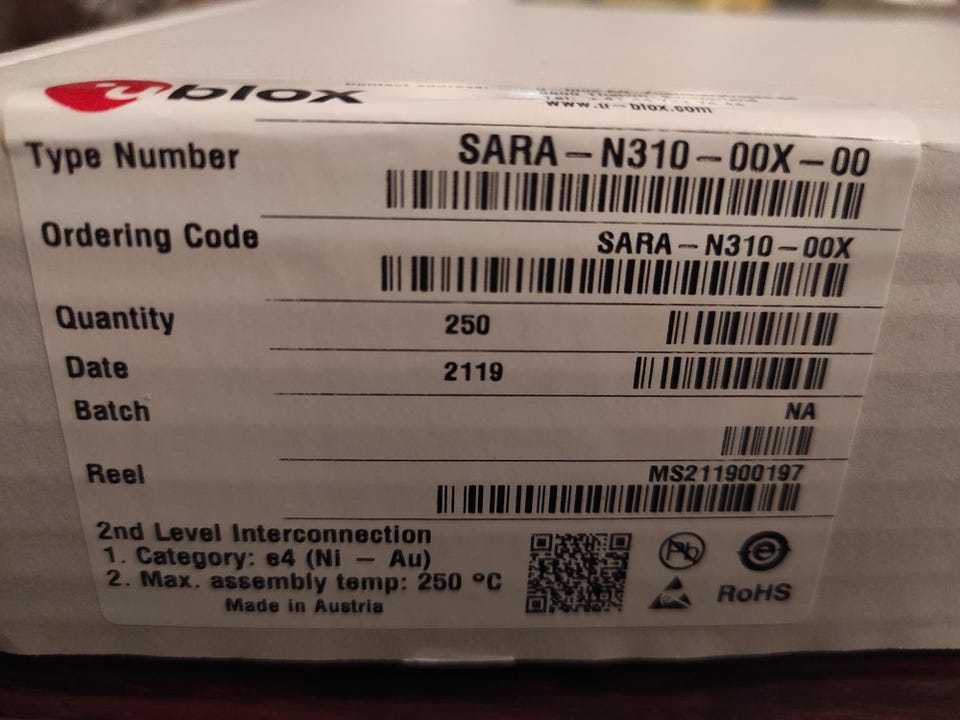 u-blox
www.u-blox.com
Type Number SARA-N310-00X-00
Ordering Code SARA-N310-00X
Quantity 250
Date 2119
Batch NA
Reel MS211900197
2nd Level Interconnection
1. Category: e4 (Ni - Au)
2. Max. assembly temp: 250 °C
Made in Austria
Pb
e
RoHS